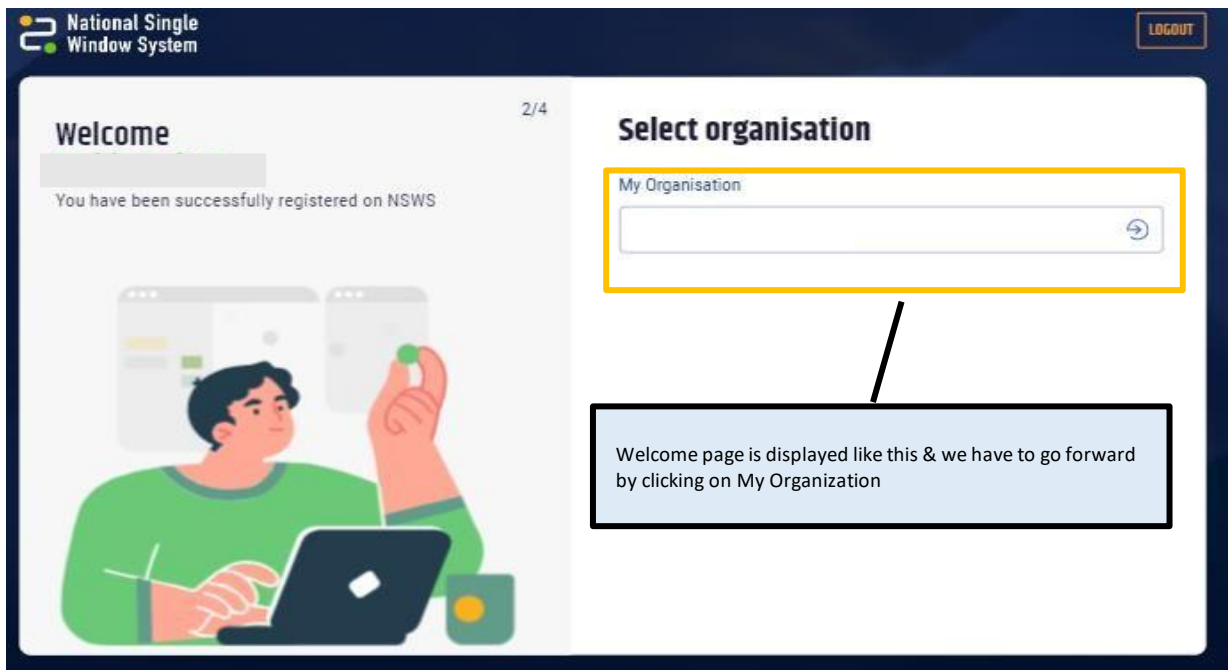 National Single
Window System
LOGOUT
2/4
Welcome
You have been successfully registered on NSWS
Select organisation
My Organisation
Welcome page is displayed like this & we have to go forward
by clicking on My Organization